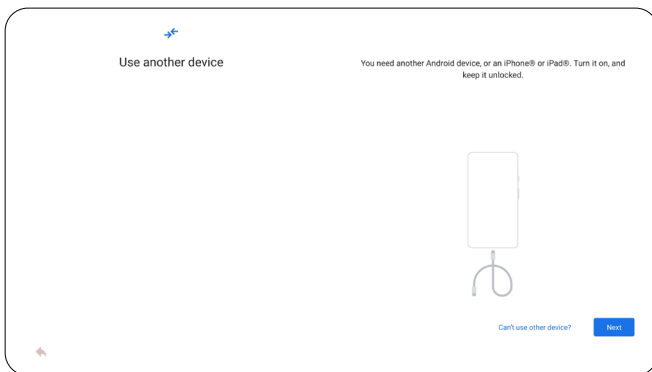 Use another device
You need another Android device, or an iPhone® or iPad®. Turn it on, and
keep it unlocked.
Can't use other device?
Next